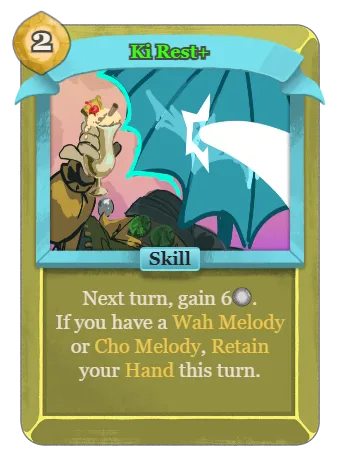 2
Ki Rest+
Skill
Next turn, gain 6.
If you have a Wah Melody
or Cho Melody, Retain
your Hand this turn.